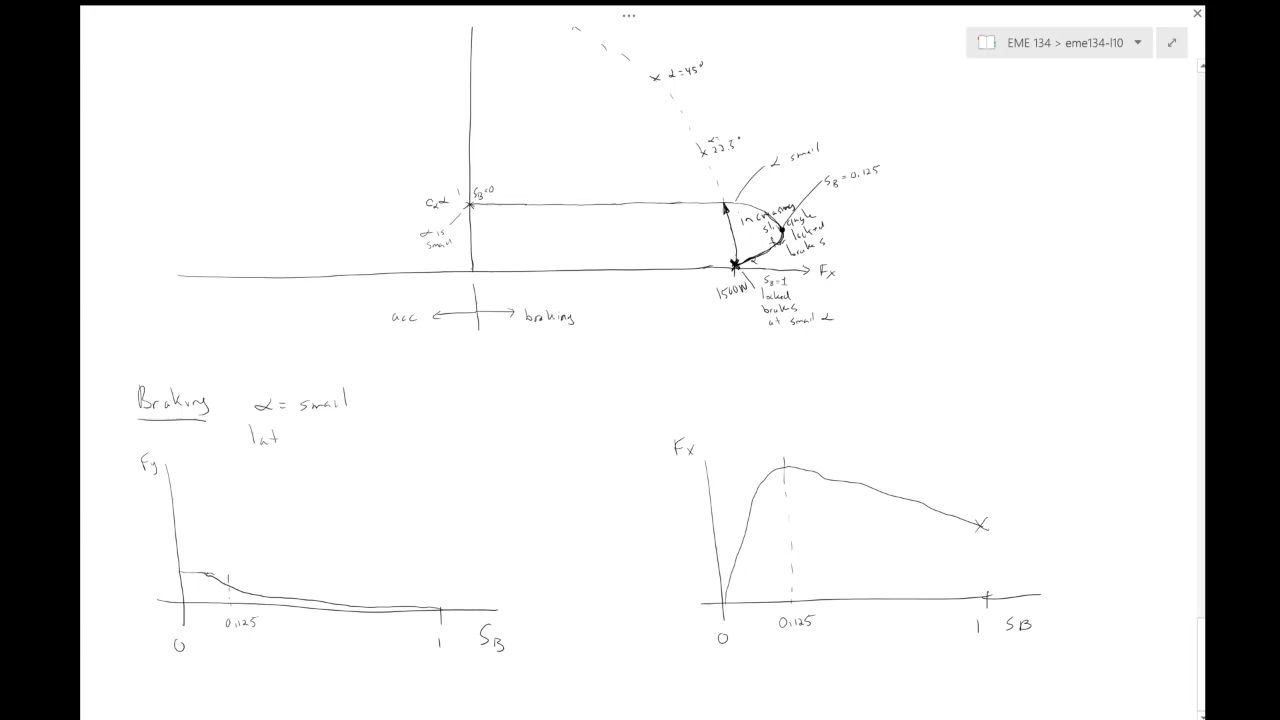 EME 134 > eme134-l10
x α=45°
α=
x 22.5°
α small
S_B=0.125
S_B=0
C_α α
α is
small
increasing
angle
locked
brakes
F_x
1500N
S_B=1
locked
brakes
at small α
acc
braking
Braking α = small
lat
F_y
0
0.125
1
S_B
F_x
0
0.125
1
S_B